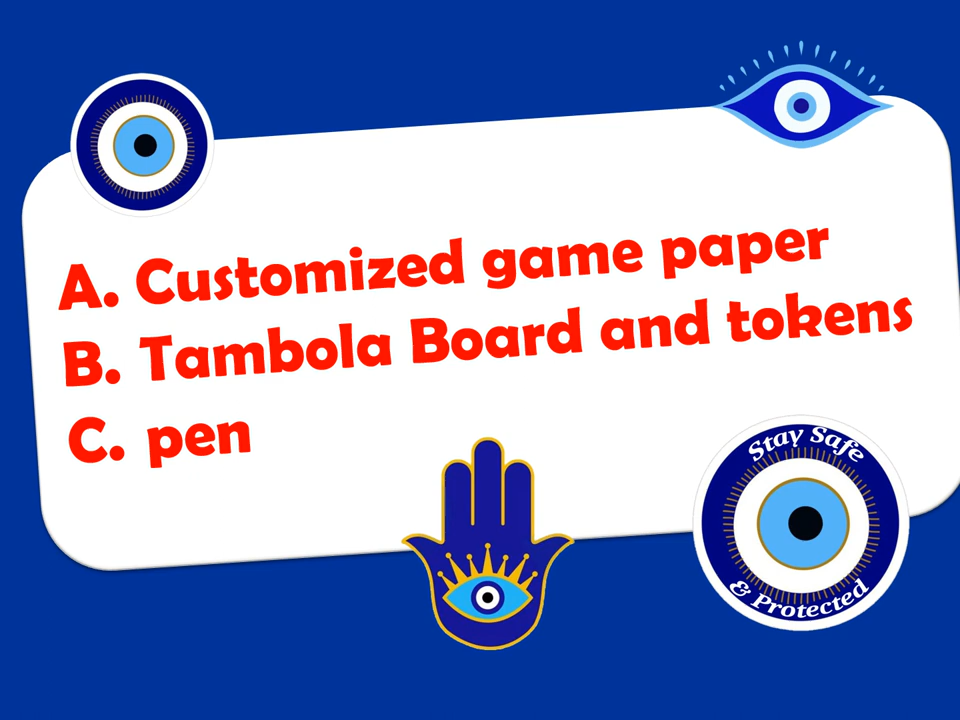 A. Customized game paper
B. Tambola Board and tokens
C. pen
Stay Safe
& Protected